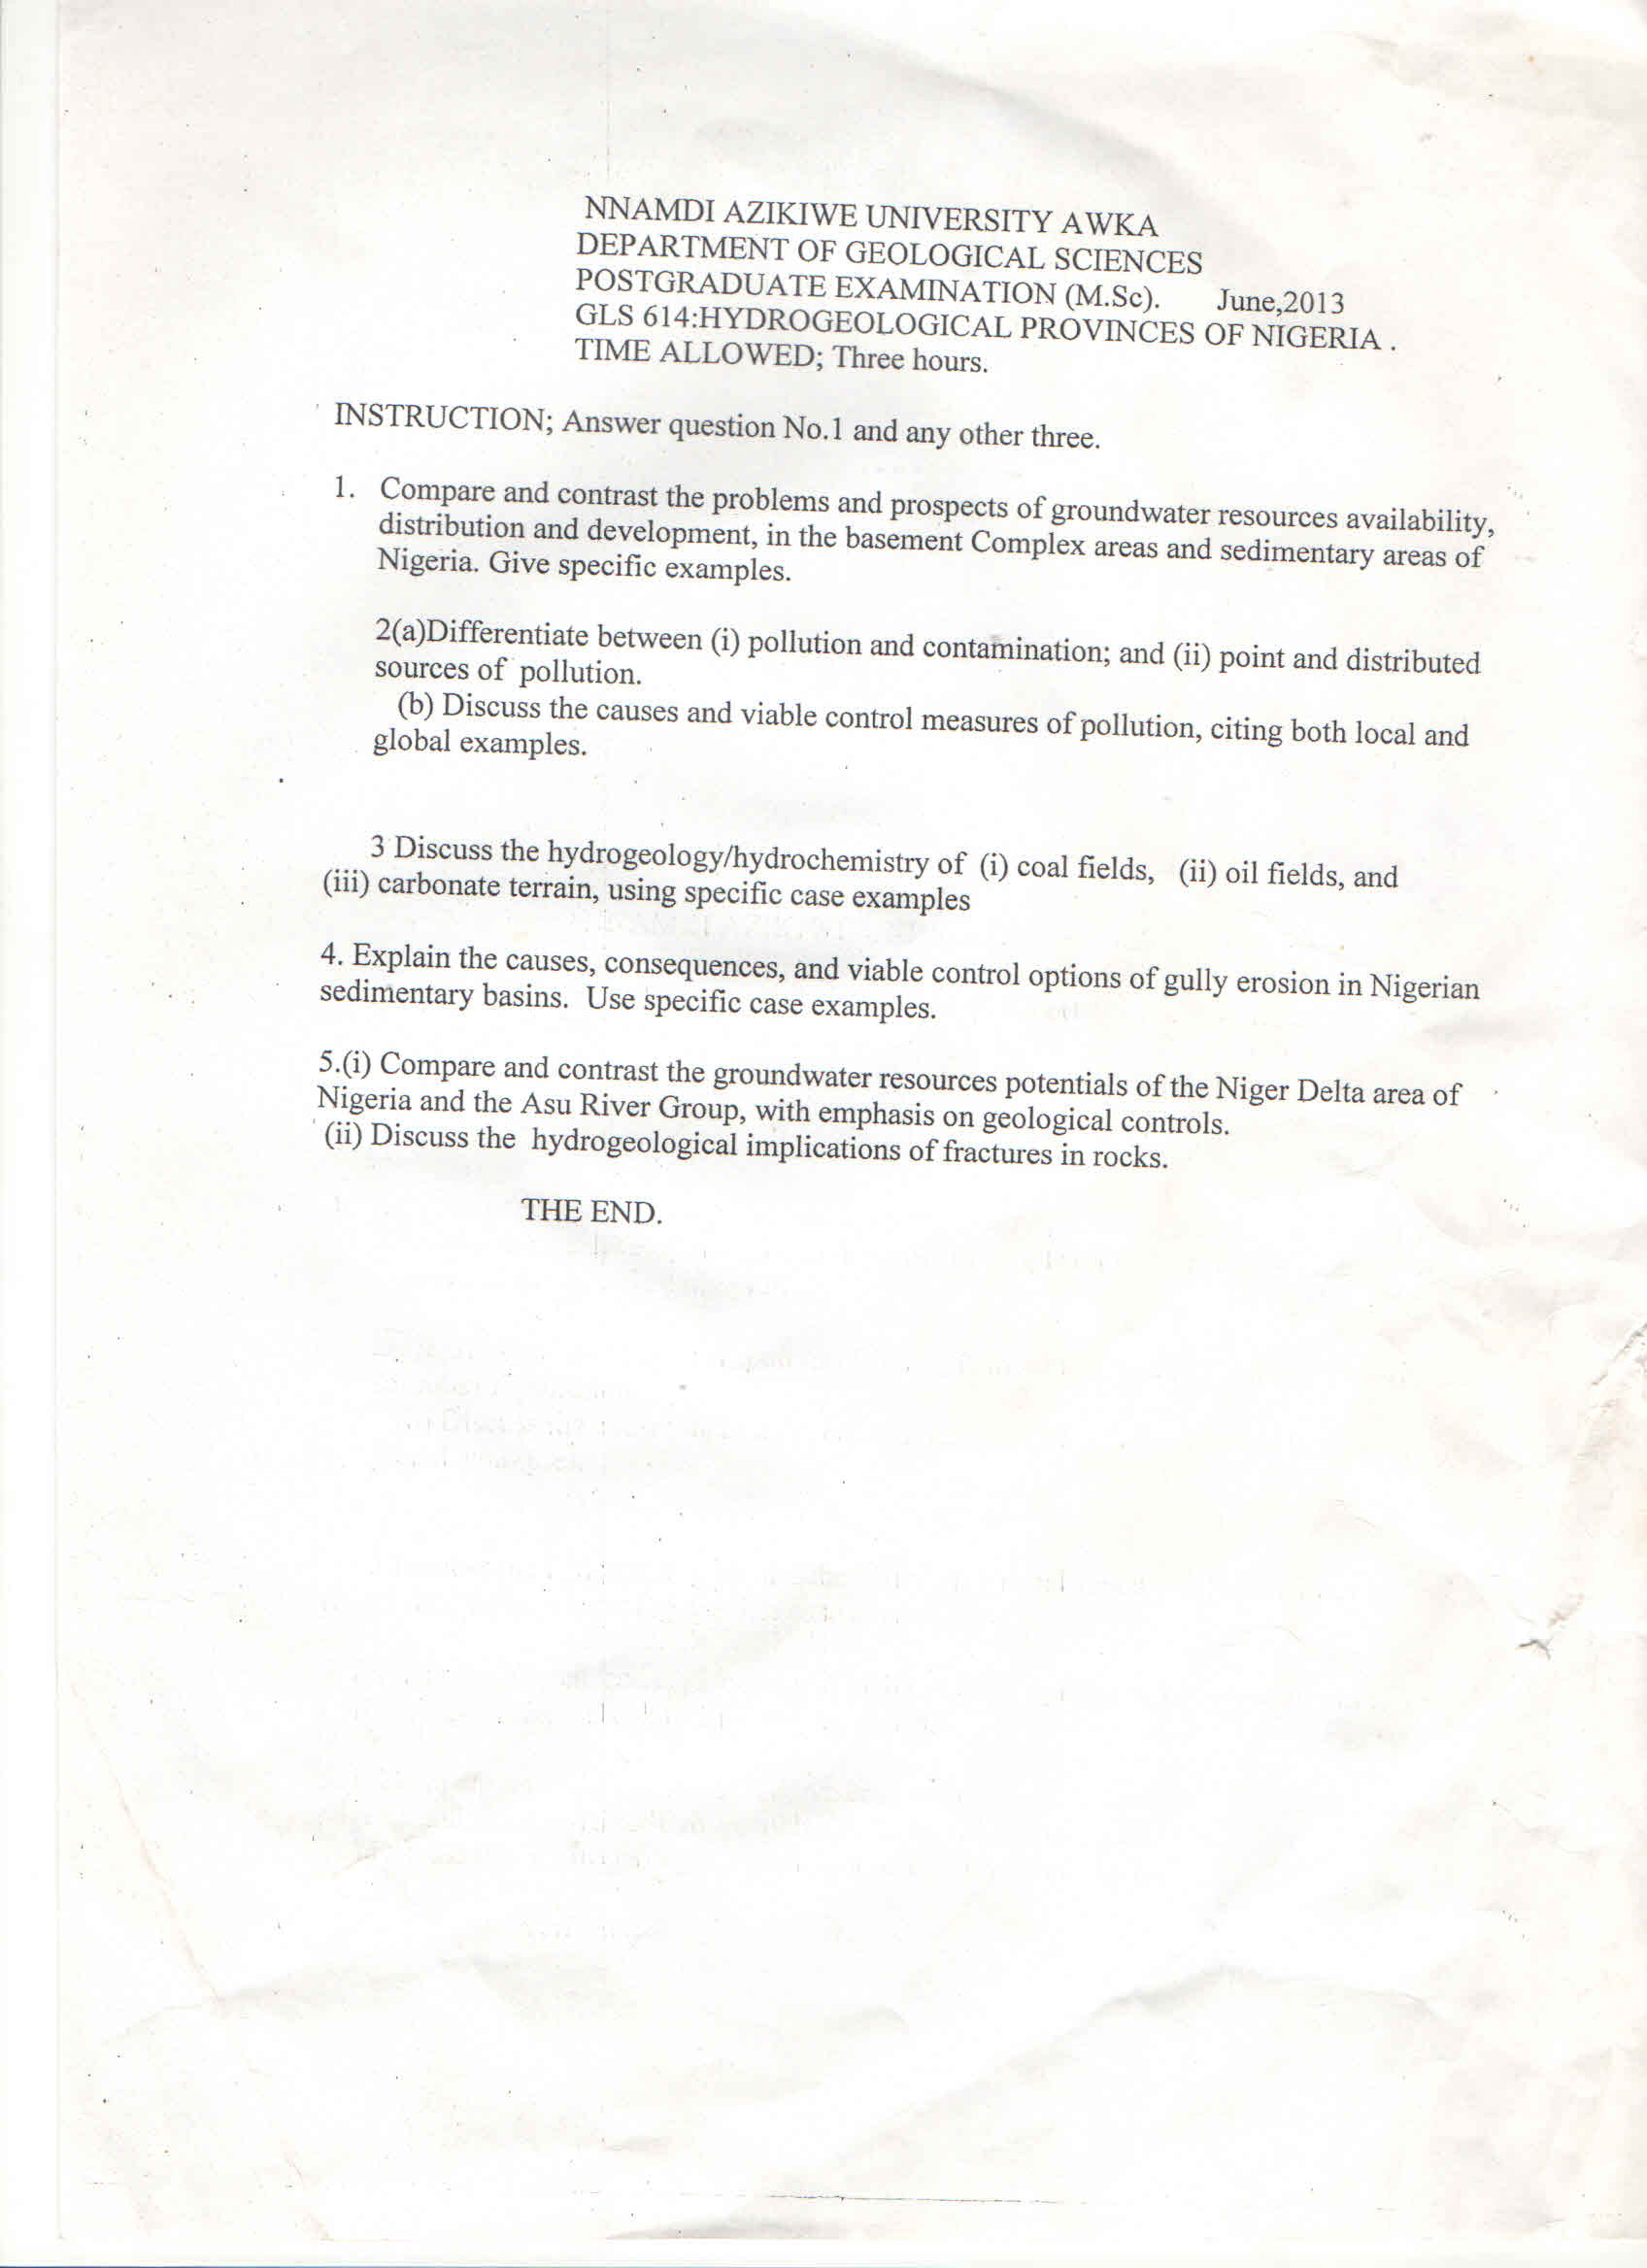 NNAMDI AZIKIWE UNIVERSITY AWKA
DEPARTMENT OF GEOLOGICAL SCIENCES
POSTGRADUATE EXAMINATION (M.Sc). June,2013
GLS 614:HYDROGEOLOGICAL PROVINCES OF NIGERIA .
TIME ALLOWED; Three hours.
INSTRUCTION; Answer question No.1 and any other three.
1. Compare and contrast the problems and prospects of groundwater resources availability,
distribution and development, in the basement Complex areas and sedimentary areas of
Nigeria. Give specific examples.
2(a)Differentiate between (i) pollution and contamination; and (ii) point and distributed
sources of pollution.
(b) Discuss the causes and viable control measures of pollution, citing both local and
global examples.
3 Discuss the hydrogeology/hydrochemistry of (i) coal fields, (ii) oil fields, and
(iii) carbonate terrain, using specific case examples
4. Explain the causes, consequences, and viable control options of gully erosion in Nigerian
sedimentary basins. Use specific case examples.
5.(i) Compare and contrast the groundwater resources potentials of the Niger Delta area of
Nigeria and the Asu River Group, with emphasis on geological controls.
(ii) Discuss the hydrogeological implications of fractures in rocks.
THE END.